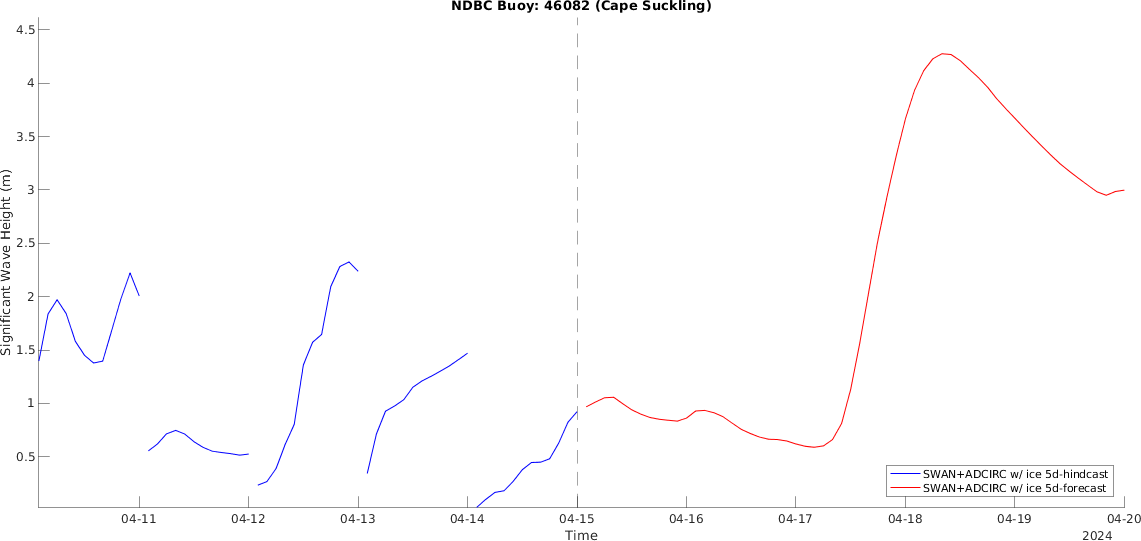 NDBC Buoy: 46082 (Cape Suckling)
4.5
4
3.5
3
2.5
2
1.5
1
0.5
Significant Wave Height (m)
SWAN+ADCIRC w/ ice 5d-hindcast
SWAN+ADCIRC w/ ice 5d-forecast
04-11 04-12 04-13 04-14 04-15 04-16 04-17 04-18 04-19 04-20
Time
2024